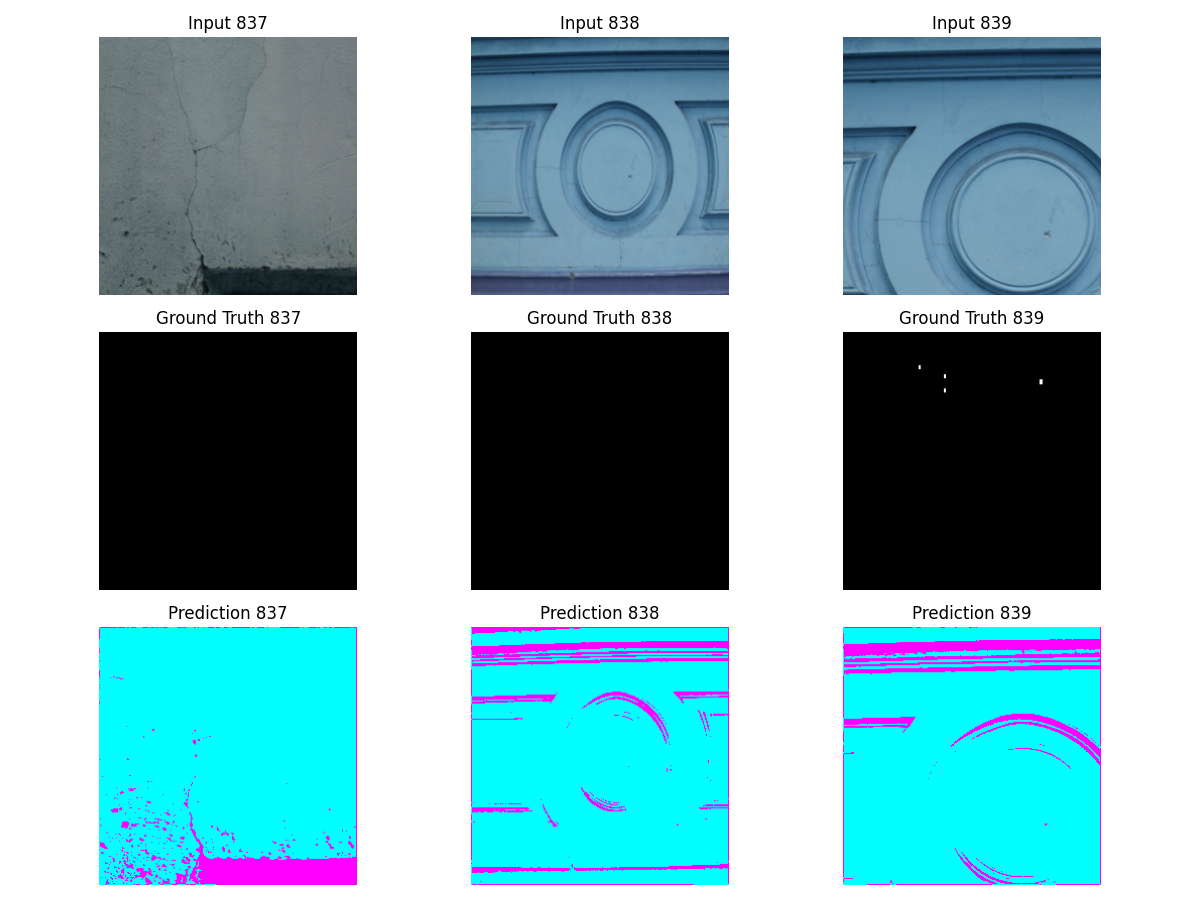 Input 837
Input 838
Input 839
Ground Truth 837
Ground Truth 838
Ground Truth 839
Prediction 837
Prediction 838
Prediction 839